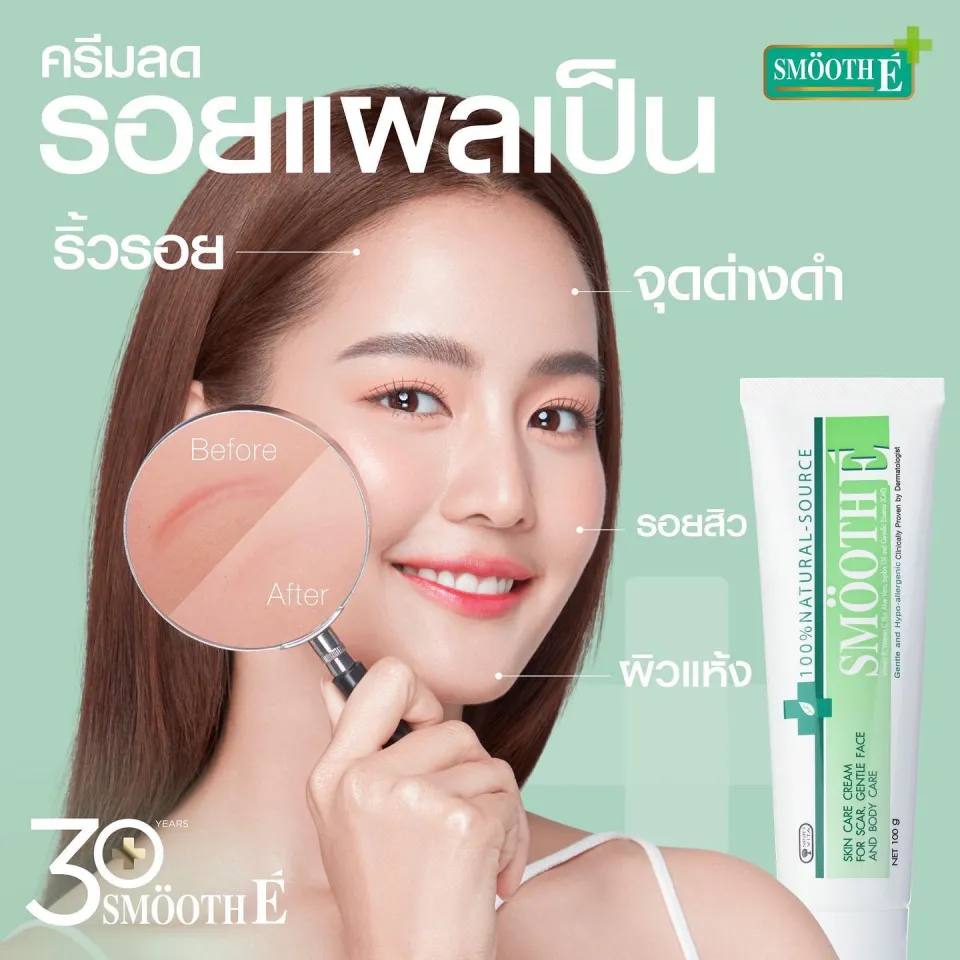 ครีมลด
รอยแผลเป็น
SMÖOTH É
ริ้วรอย
จุดด่างดำ
Before
After
รอยสิว
ผิวแห้ง
100% NATURAL-SOURCE
SMÖOTH É
Gentle and Hypo-allergenic Clinically Proven by Dermatologist
SKIN CARE CREAM
FOR SCAR, GENTLE FACE
AND BODY CARE
NET 100 g
30 YEARS
SMÖOTH É